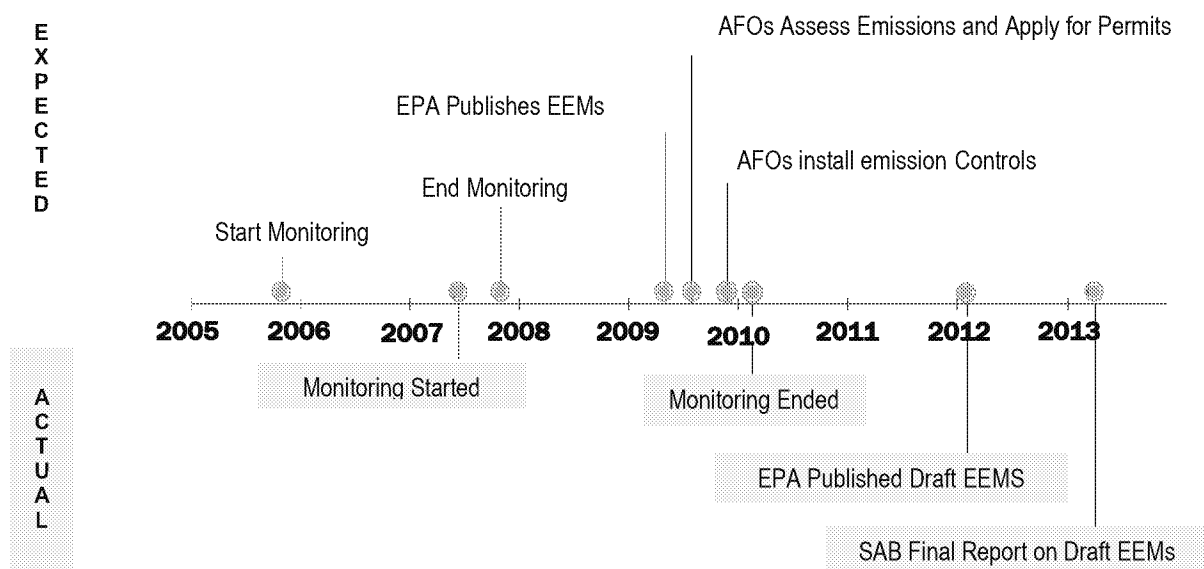 EXPECTED
AFOs Assess Emissions and Apply for Permits
EPA Publishes EEMs
AFOs install emission Controls
End Monitoring
Start Monitoring
2005 2006 2007 2008 2009 2010 2011 2012 2013
ACTUAL
Monitoring Started
Monitoring Ended
EPA Published Draft EEMS
SAB Final Report on Draft EEMs